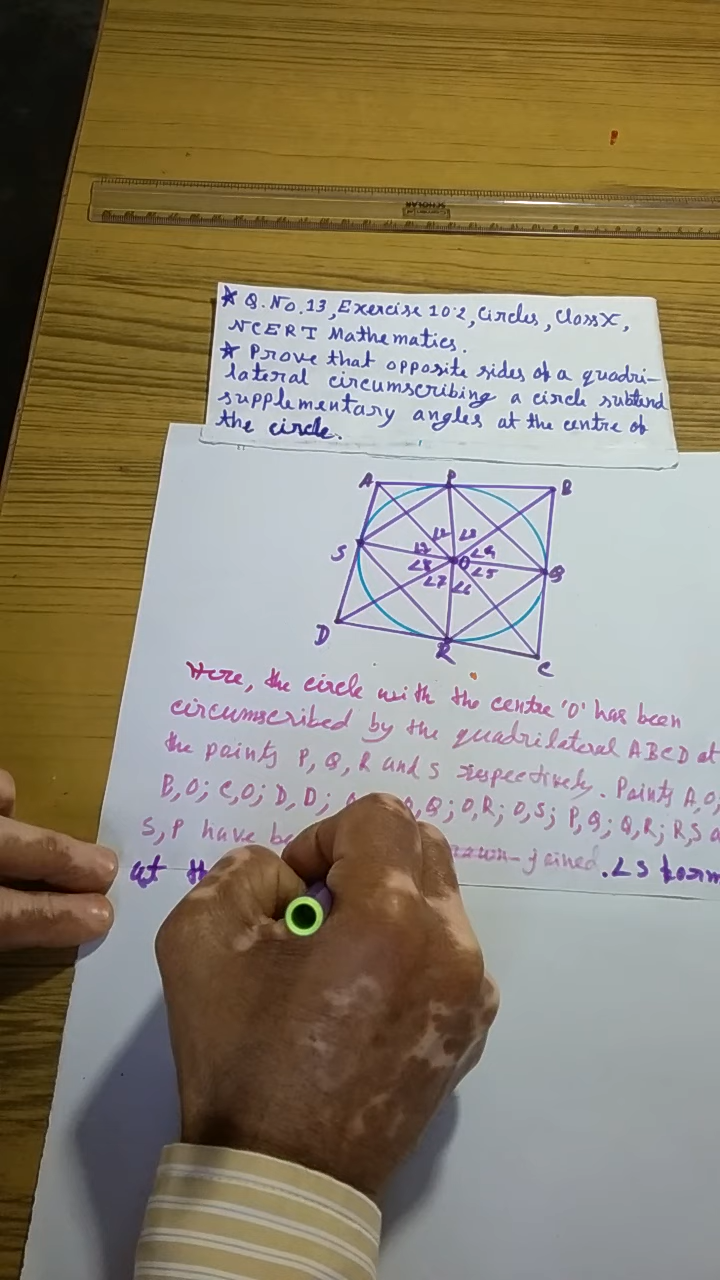 * Q. No. 13, Exercise 10.2, Circles, Class X,
NCERT Mathematics.
* Prove that opposite sides of a quadri-
lateral circumscribing a circle subtend
supplementary angles at the centre of
the circle.
A P B
∠2 ∠3
∠4
S O Q
∠8 ∠5
∠7 ∠6
D R C
Here, the circle with the centre 'O' has been
circumscribed by the quadrilateral ABCD at
the points P, Q, R and S respectively. Points A,O;
B,O; C,O; D,D; Q; O,R; O,S; P,Q; Q,R; R,S
S,P have joined. ∠s form
at
SCHOLAR